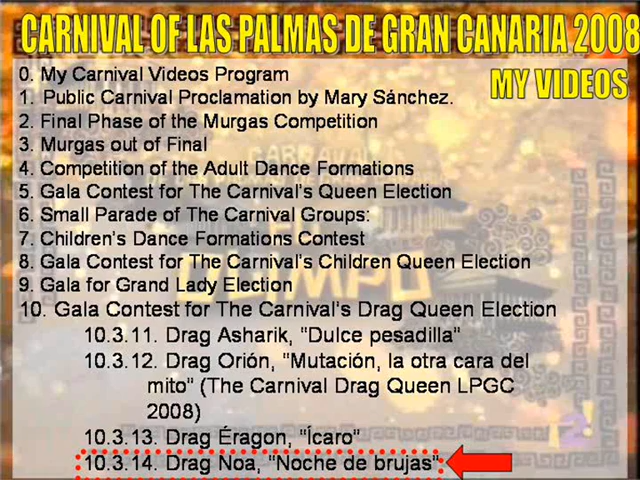 CARNIVAL OF LAS PALMAS DE GRAN CANARIA 2008
MY VIDEOS
0. My Carnival Videos Program
1. Public Carnival Proclamation by Mary Sánchez.
2. Final Phase of the Murgas Competition
3. Murgas out of Final
4. Competition of the Adult Dance Formations
5. Gala Contest for The Carnival's Queen Election
6. Small Parade of The Carnival Groups:
7. Children's Dance Formations Contest
8. Gala Contest for The Carnival's Children Queen Election
9. Gala for Grand Lady Election
10. Gala Contest for The Carnival's Drag Queen Election
10.3.11. Drag Asharik, "Dulce pesadilla"
10.3.12. Drag Orión, "Mutación, la otra cara del
mito" (The Carnival Drag Queen LPGC
2008)
10.3.13. Drag Éragon, "Ícaro"
10.3.14. Drag Noa, "Noche de brujas"